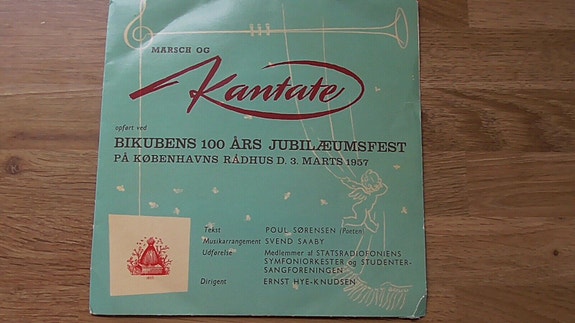 MARSCH OG
Kantate
opført ved
BIKUBENS 100 ÅRS JUBILÆUMSFEST
PÅ KØBENHAVNS RÅDHUS D. 3. MARTS 1957
Tekst POUL SØRENSEN (Poeten)
Musikarrangement SVEND SAABY
Udførelse Medlemmer af STATSRADIOFONIENS
SYMFONIORKESTER og STUDENTER-
SANGFORENINGEN
Dirigent ERNST HYE-KNUDSEN